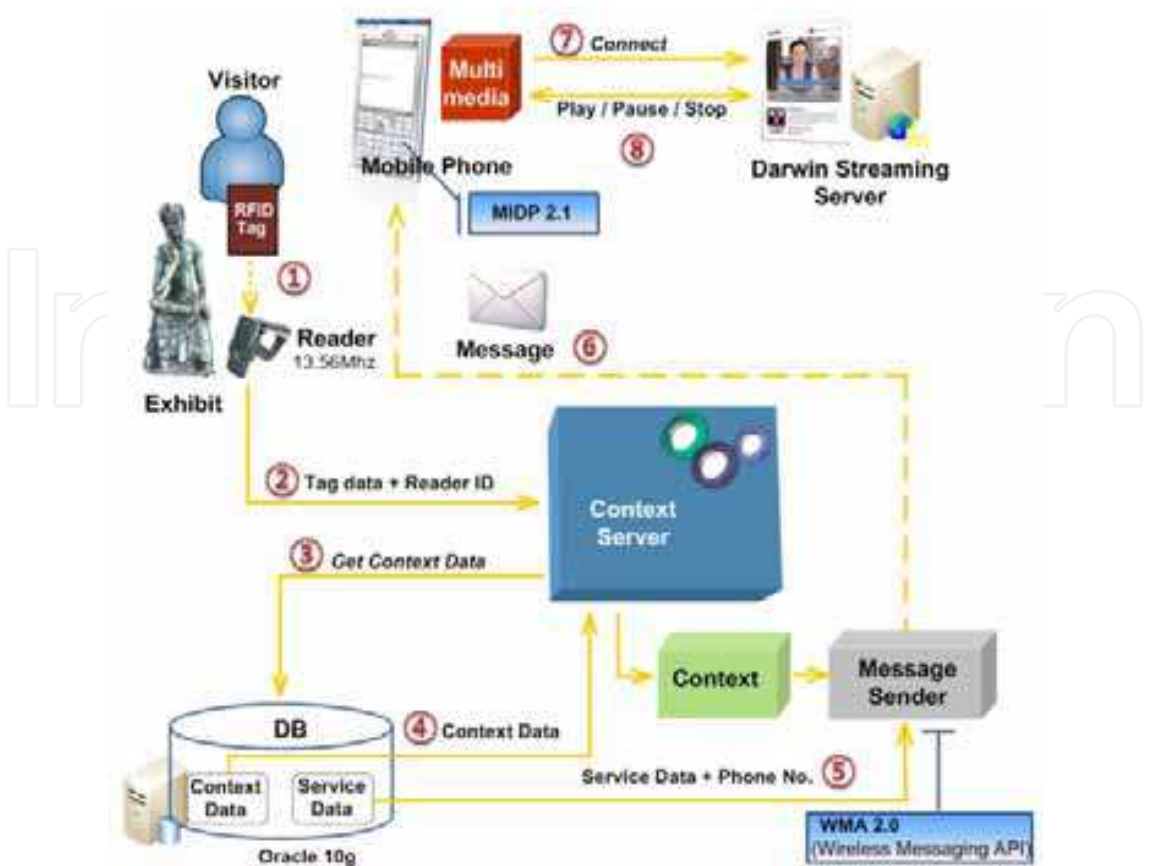 Visitor
RFID
Tag
①
Exhibit
Reader
13.56Mhz
Mobile Phone
Multi
media
MIDP 2.1
⑦ Connect
Play / Pause / Stop
⑧
Darwin Streaming
Server
Message ⑥
② Tag data + Reader ID
③ Get Context Data
Context
Server
Context
Message
Sender
DB
④ Context Data
Context
Data
Service
Data
Service Data + Phone No. ⑤
Oracle 10g
WMA 2.0
(Wireless Messaging API)